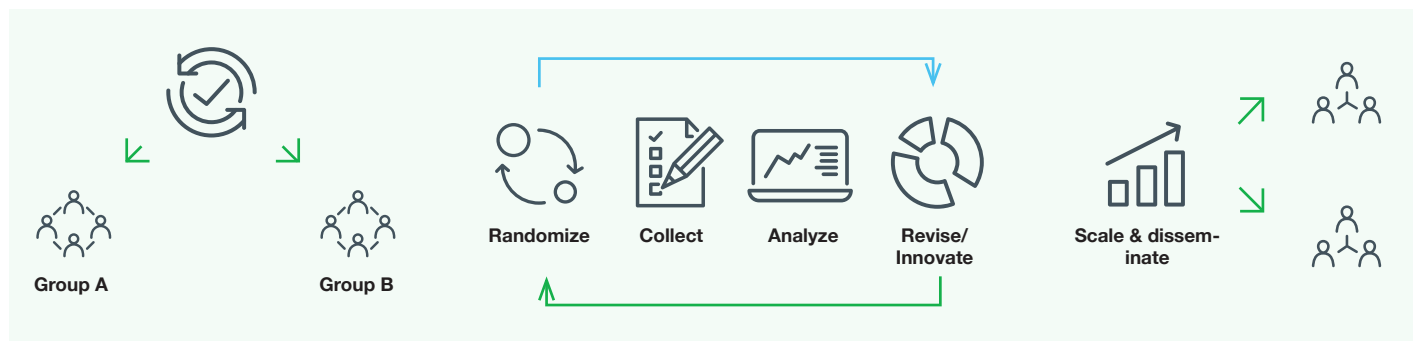 Group A
Group B
Randomize
Collect
Analyze
Revise/
Innovate
Scale & dissem-
inate